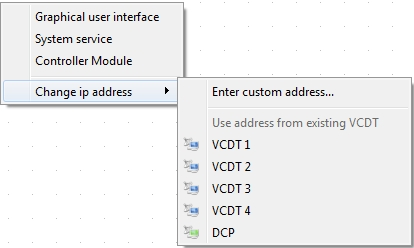 Graphical user interface
System service
Controller Module
Change ip address
Enter custom address...
Use address from existing VCDT
VCDT 1
VCDT 2
VCDT 3
VCDT 4
DCP